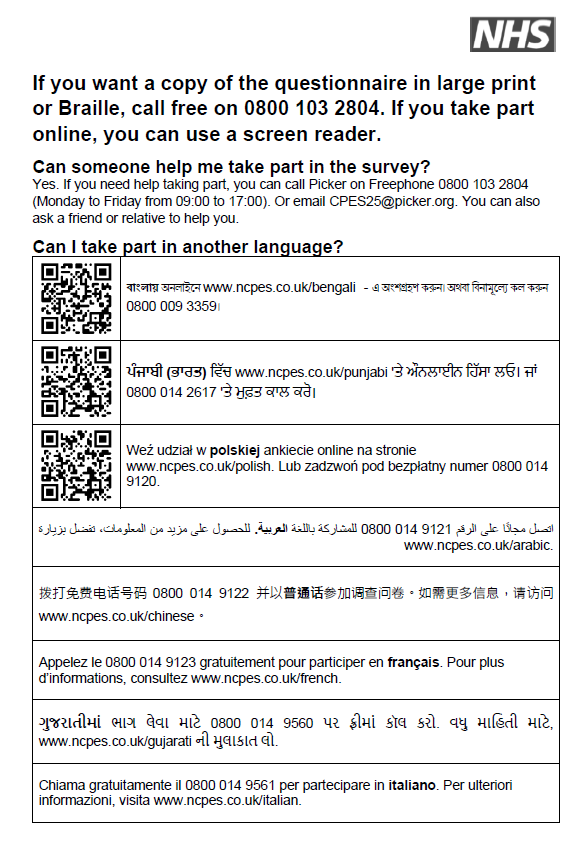 NHS
If you want a copy of the questionnaire in large print
or Braille, call free on 0800 103 2804. If you take part
online, you can use a screen reader.
Can someone help me take part in the survey?
Yes. If you need help taking part, you can call Picker on Freephone 0800 103 2804
(Monday to Friday from 09:00 to 17:00). Or email CPES25@picker.org. You can also
ask a friend or relative to help you.
Can I take part in another language?
বাংলায় অনলাইনে www.ncpes.co.uk/bengali - এ অংশগ্রহণ করুন। অথবা বিনামূল্যে কল করুন
0800 009 3359।
ਪੰਜਾਬੀ (ਭਾਰਤ) ਵਿੱਚ www.ncpes.co.uk/punjabi 'ਤੇ ਔਨਲਾਈਨ ਹਿੱਸਾ ਲਓ। ਜਾਂ
0800 014 2617 'ਤੇ ਮੁਫ਼ਤ ਕਾਲ ਕਰੋ।
Weź udział w polskiej ankiecie online na stronie
www.ncpes.co.uk/polish. Lub zadzwoń pod bezpłatny numer 0800 014
9120.
اتصل مجانًا على الرقم 9121 014 0800 للمشاركة باللغة العربية. للحصول على مزيد من المعلومات، تفضل بزيارة
www.ncpes.co.uk/arabic.
拨打免费电话号码 0800 014 9122 并以普通话参加调查问卷。如需更多信息，请访问
www.ncpes.co.uk/chinese。
Appelez le 0800 014 9123 gratuitement pour participer en français. Pour plus
d'informations, consultez www.ncpes.co.uk/french.
ગુજરાતીમાં ભાગ લેવા માટે 0800 014 9560 પર ફ્રીમાં કૉલ કરો. વધુ માહિતી માટે,
www.ncpes.co.uk/gujarati ની મુલાકાત લો.
Chiama gratuitamente il 0800 014 9561 per partecipare in italiano. Per ulteriori
informazioni, visita www.ncpes.co.uk/italian.